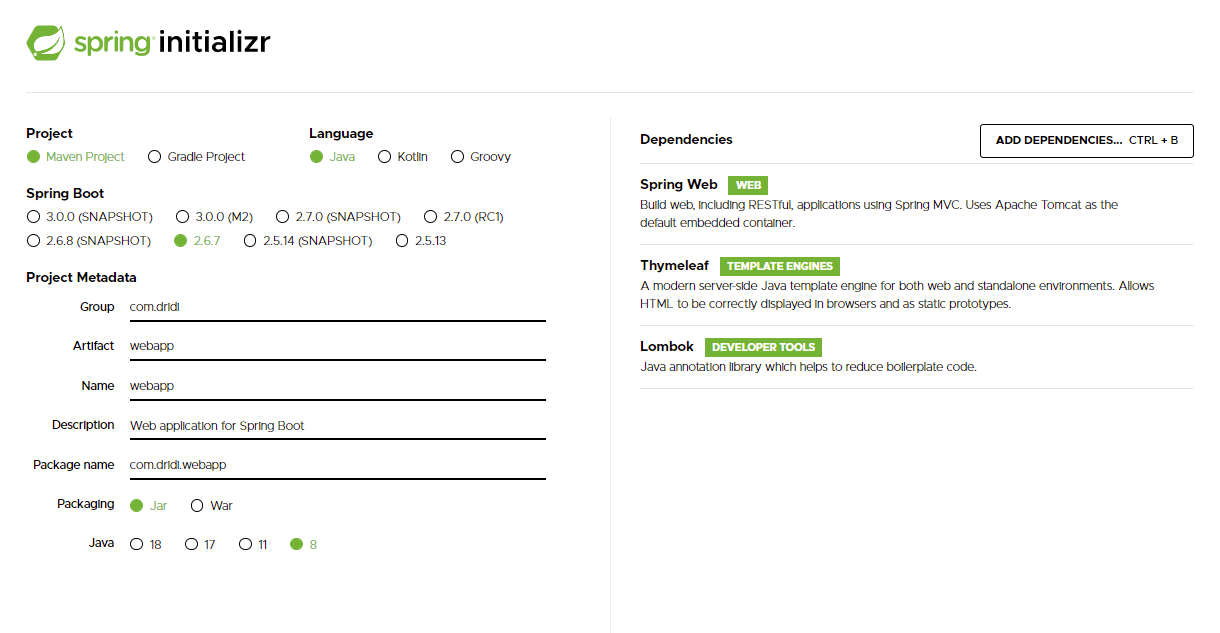 spring initializr
Project
Maven Project Gradle Project
Language
Java Kotlin Groovy
Spring Boot
3.0.0 (SNAPSHOT) 3.0.0 (M2) 2.7.0 (SNAPSHOT) 2.7.0 (RC1)
2.6.8 (SNAPSHOT) 2.6.7 2.5.14 (SNAPSHOT) 2.5.13
Project Metadata
Group com.dridi
Artifact webapp
Name webapp
Description Web application for Spring Boot
Package name com.dridi.webapp
Packaging Jar War
Java 18 17 11 8
Dependencies ADD DEPENDENCIES... CTRL + B
Spring Web WEB
Build web, including RESTful, applications using Spring MVC. Uses Apache Tomcat as the
default embedded container.
Thymeleaf TEMPLATE ENGINES
A modern server-side Java template engine for both web and standalone environments. Allows
HTML to be correctly displayed in browsers and as static prototypes.
Lombok DEVELOPER TOOLS
Java annotation library which helps to reduce boilerplate code.